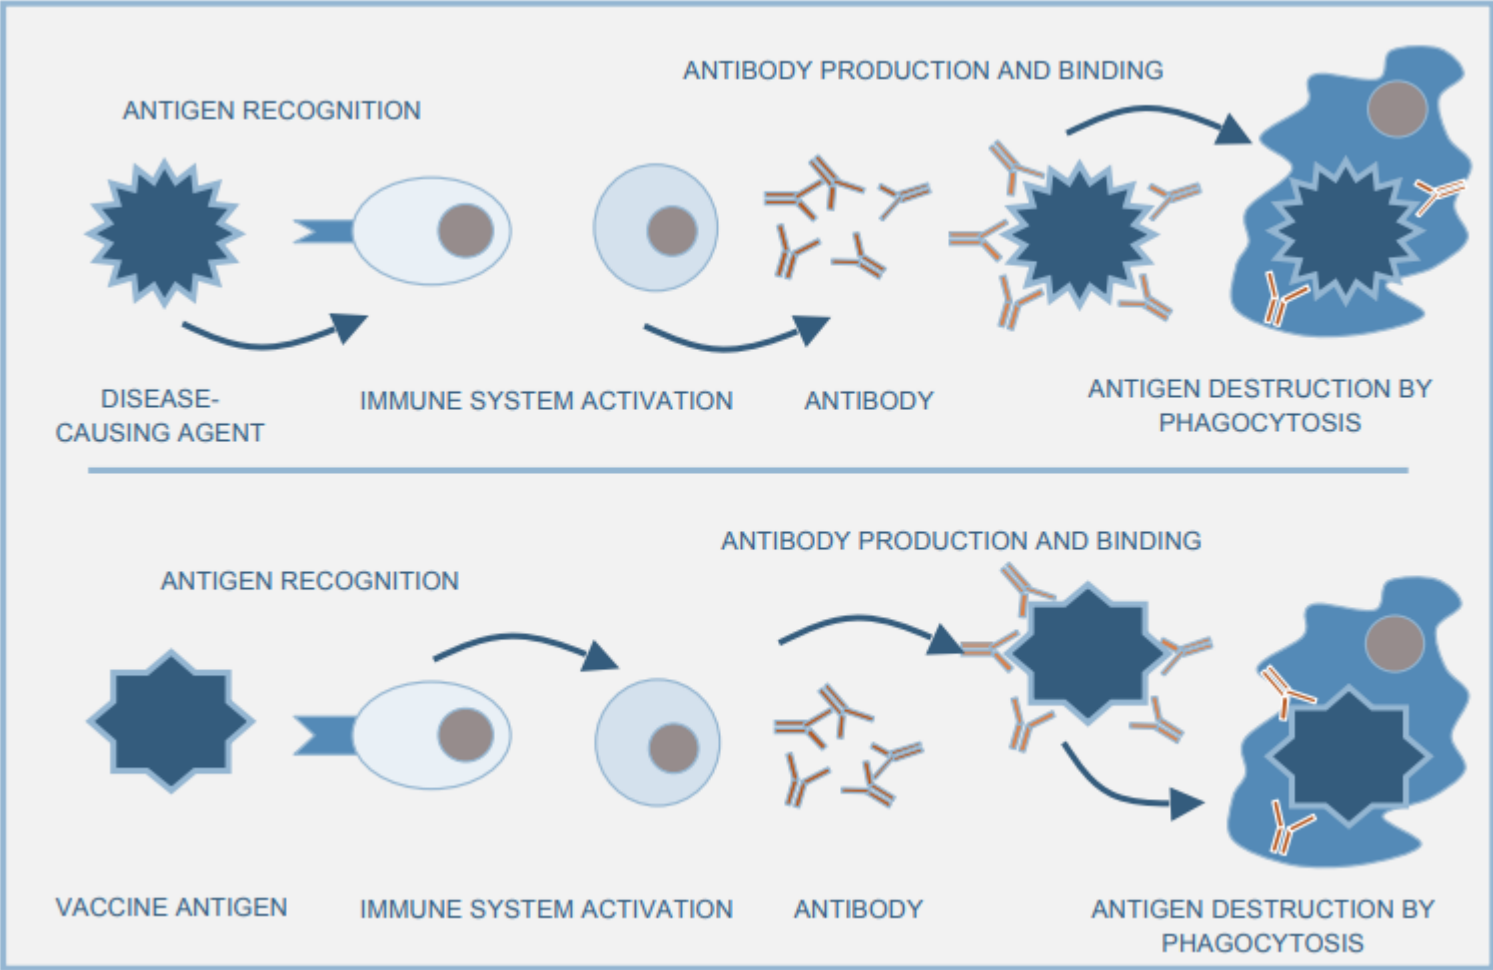 ANTIBODY PRODUCTION AND BINDING
ANTIGEN RECOGNITION
DISEASE-
CAUSING AGENT
IMMUNE SYSTEM ACTIVATION
ANTIBODY
ANTIGEN DESTRUCTION BY
PHAGOCYTOSIS
ANTIBODY PRODUCTION AND BINDING
ANTIGEN RECOGNITION
VACCINE ANTIGEN
IMMUNE SYSTEM ACTIVATION
ANTIBODY
ANTIGEN DESTRUCTION BY
PHAGOCYTOSIS